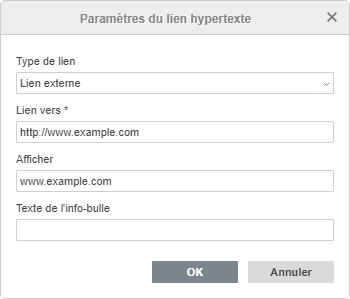 Paramètres du lien hypertexte
Type de lien
Lien externe
Lien vers *
http://www.example.com
Afficher
www.example.com
Texte de l'info-bulle
OK Annuler